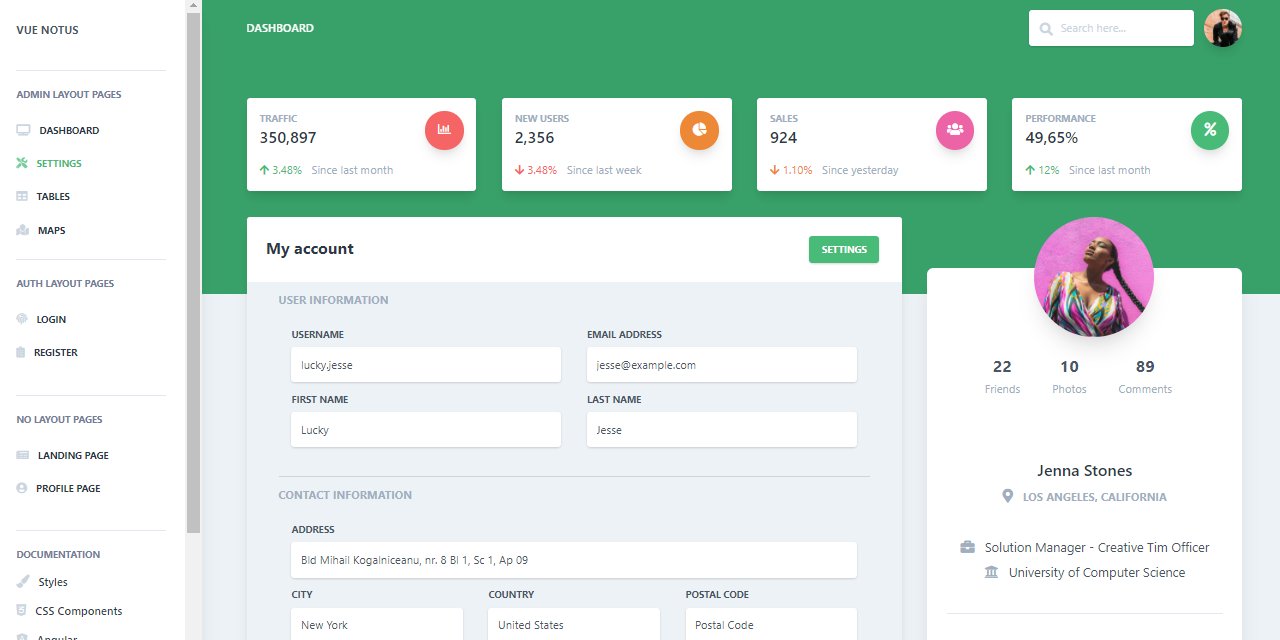 VUE NOTUS
ADMIN LAYOUT PAGES
DASHBOARD
SETTINGS
TABLES
MAPS
AUTH LAYOUT PAGES
LOGIN
REGISTER
NO LAYOUT PAGES
LANDING PAGE
PROFILE PAGE
DOCUMENTATION
Styles
CSS Components
Angular
DASHBOARD
Search here...
TRAFFIC
350,897
3.48% Since last month
NEW USERS
2,356
3.48% Since last week
SALES
924
1.10% Since yesterday
PERFORMANCE
49,65%
12% Since last month
My account
SETTINGS
USER INFORMATION
USERNAME
lucky.jesse
EMAIL ADDRESS
jesse@example.com
FIRST NAME
Lucky
LAST NAME
Jesse
CONTACT INFORMATION
ADDRESS
Bld Mihail Kogalniceanu, nr. 8 Bl 1, Sc 1, Ap 09
CITY
New York
COUNTRY
United States
POSTAL CODE
Postal Code
22
Friends
10
Photos
89
Comments
Jenna Stones
LOS ANGELES, CALIFORNIA
Solution Manager - Creative Tim Officer
University of Computer Science